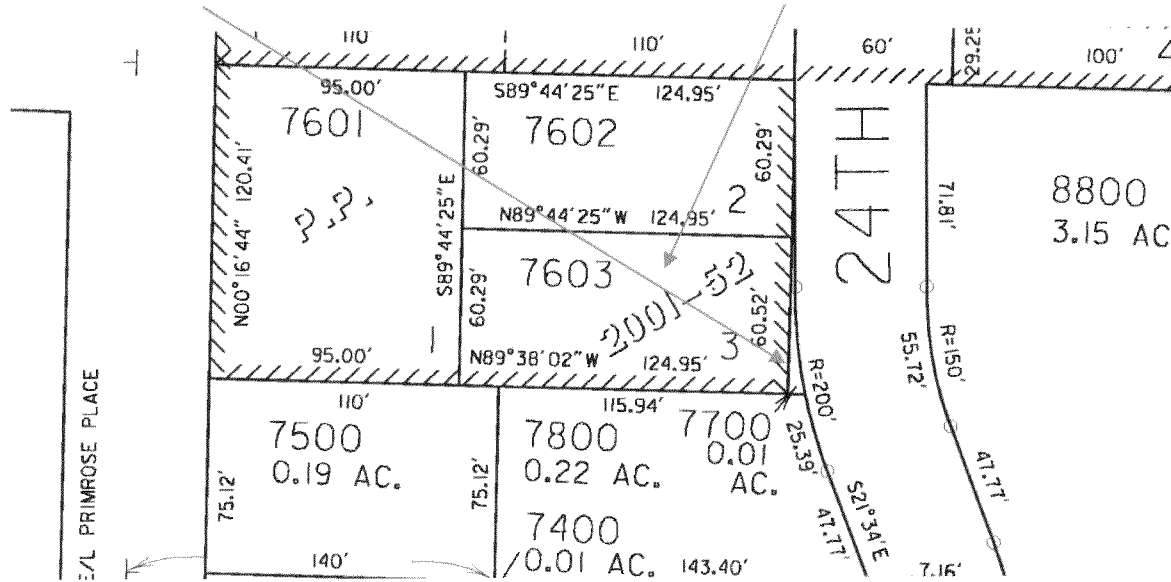 110' 110' 60' 29.25 100'
95.00' S89°44'25"E 124.95'
7601 7602
N00°16'44" 120.41'
60.29' 60.29'
S89°44'25"E
2
N89°44'25"W 124.95'
24TH
71.81'
8800
3.15 AC
7603
2001-53
60.29' 60.52'
1
3
95.00' N89°38'02"W 124.95'
R=200' R=150'
55.72'
25.39'
E/L PRIMROSE PLACE
110' 115.94'
7500 7800 7700
0.19 AC. 0.22 AC. 0.01 AC.
75.12' 75.12'
7400
0.01 AC.
140' 143.40'
S21°34'E
47.77' 47.77'
7.16'